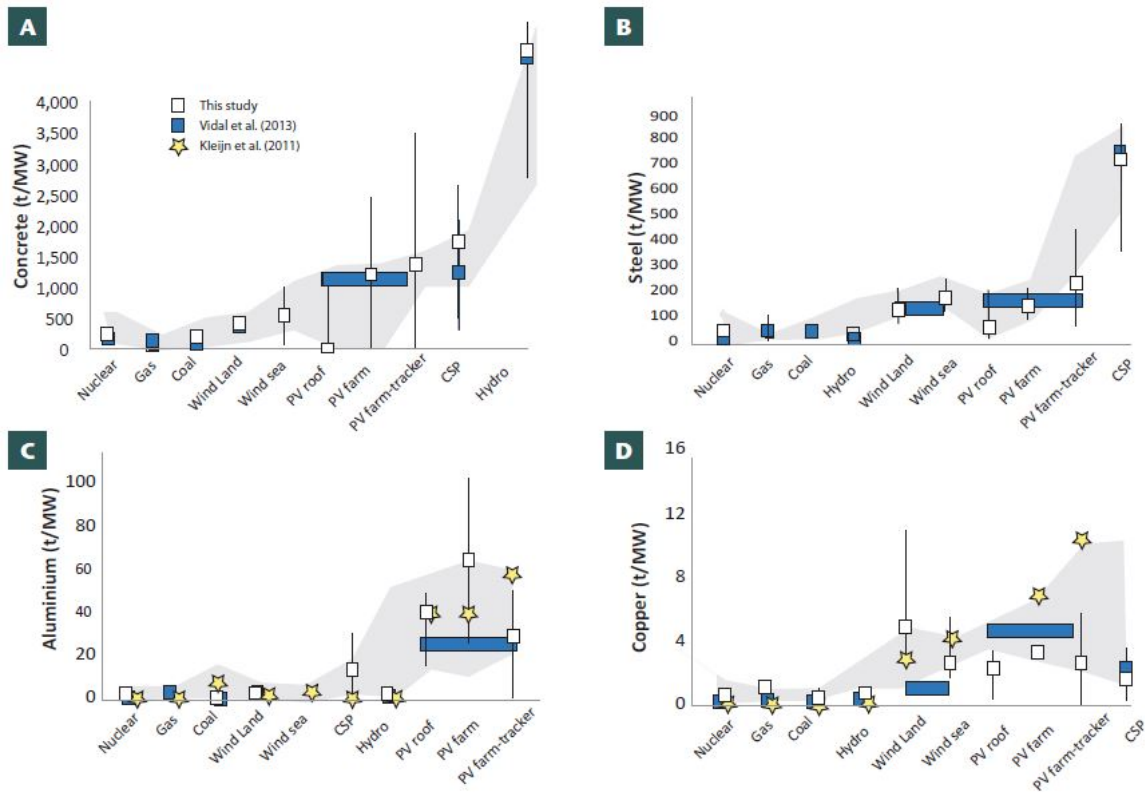 A
Concrete (t/MW)
4,000
3,500
3,000
2,500
2,000
1,500
1,000
500
0
This study
Vidal et al. (2013)
Kleijn et al. (2011)
Nuclear
Gas
Coal
Wind Land
Wind sea
PV roof
PV farm
PV farm-tracker
CSP
Hydro
B
Steel (t/MW)
900
800
700
600
500
400
300
200
100
0
Nuclear
Gas
Coal
Hydro
Wind Land
Wind sea
PV roof
PV farm
PV farm-tracker
CSP
C
Aluminium (t/MW)
100
80
60
40
20
0
Nuclear
Gas
Coal
Wind Land
Wind sea
CSP
Hydro
PV roof
PV farm
PV farm-tracker
D
Copper (t/MW)
16
12
8
4
0
Nuclear
Gas
Coal
Hydro
Wind Land
Wind sea
PV roof
PV farm
PV farm-tracker
CSP